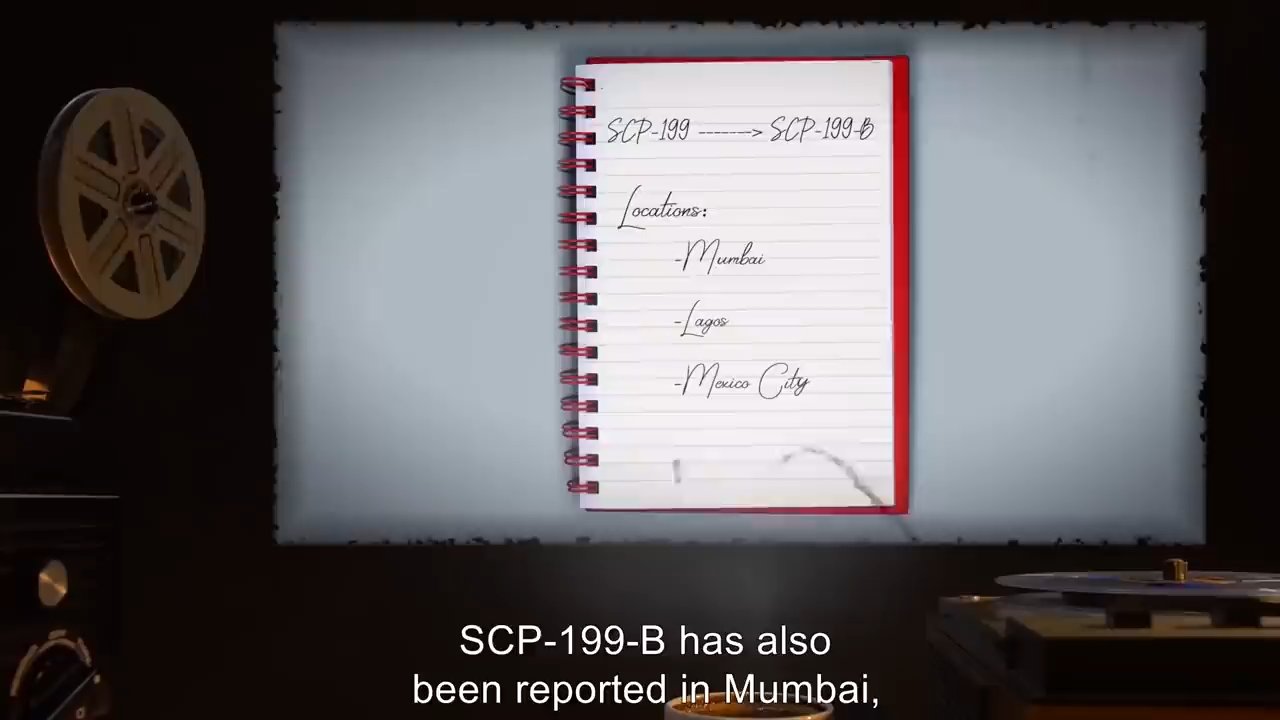 SCP-199 -------> SCP-199-B
Locations:
-Mumbai
-Lagos
-Mexico City
SCP-199-B has also
been reported in Mumbai,